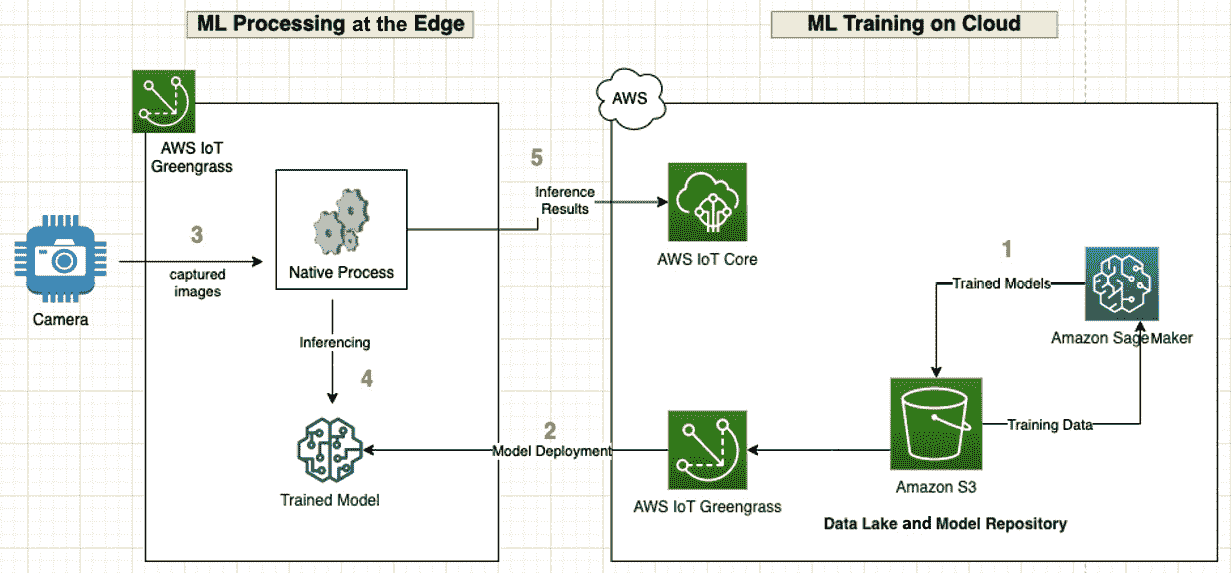 ML Processing at the Edge
ML Training on Cloud
AWS
AWS IoT
Greengrass
5
Inference
Results
3
captured
images
Native Process
AWS IoT Core
1
Trained Models
Camera
Amazon SageMaker
Inferencing
4
Training Data
2
Model Deployment
Trained Model
AWS IoT Greengrass
Amazon S3
Data Lake and Model Repository